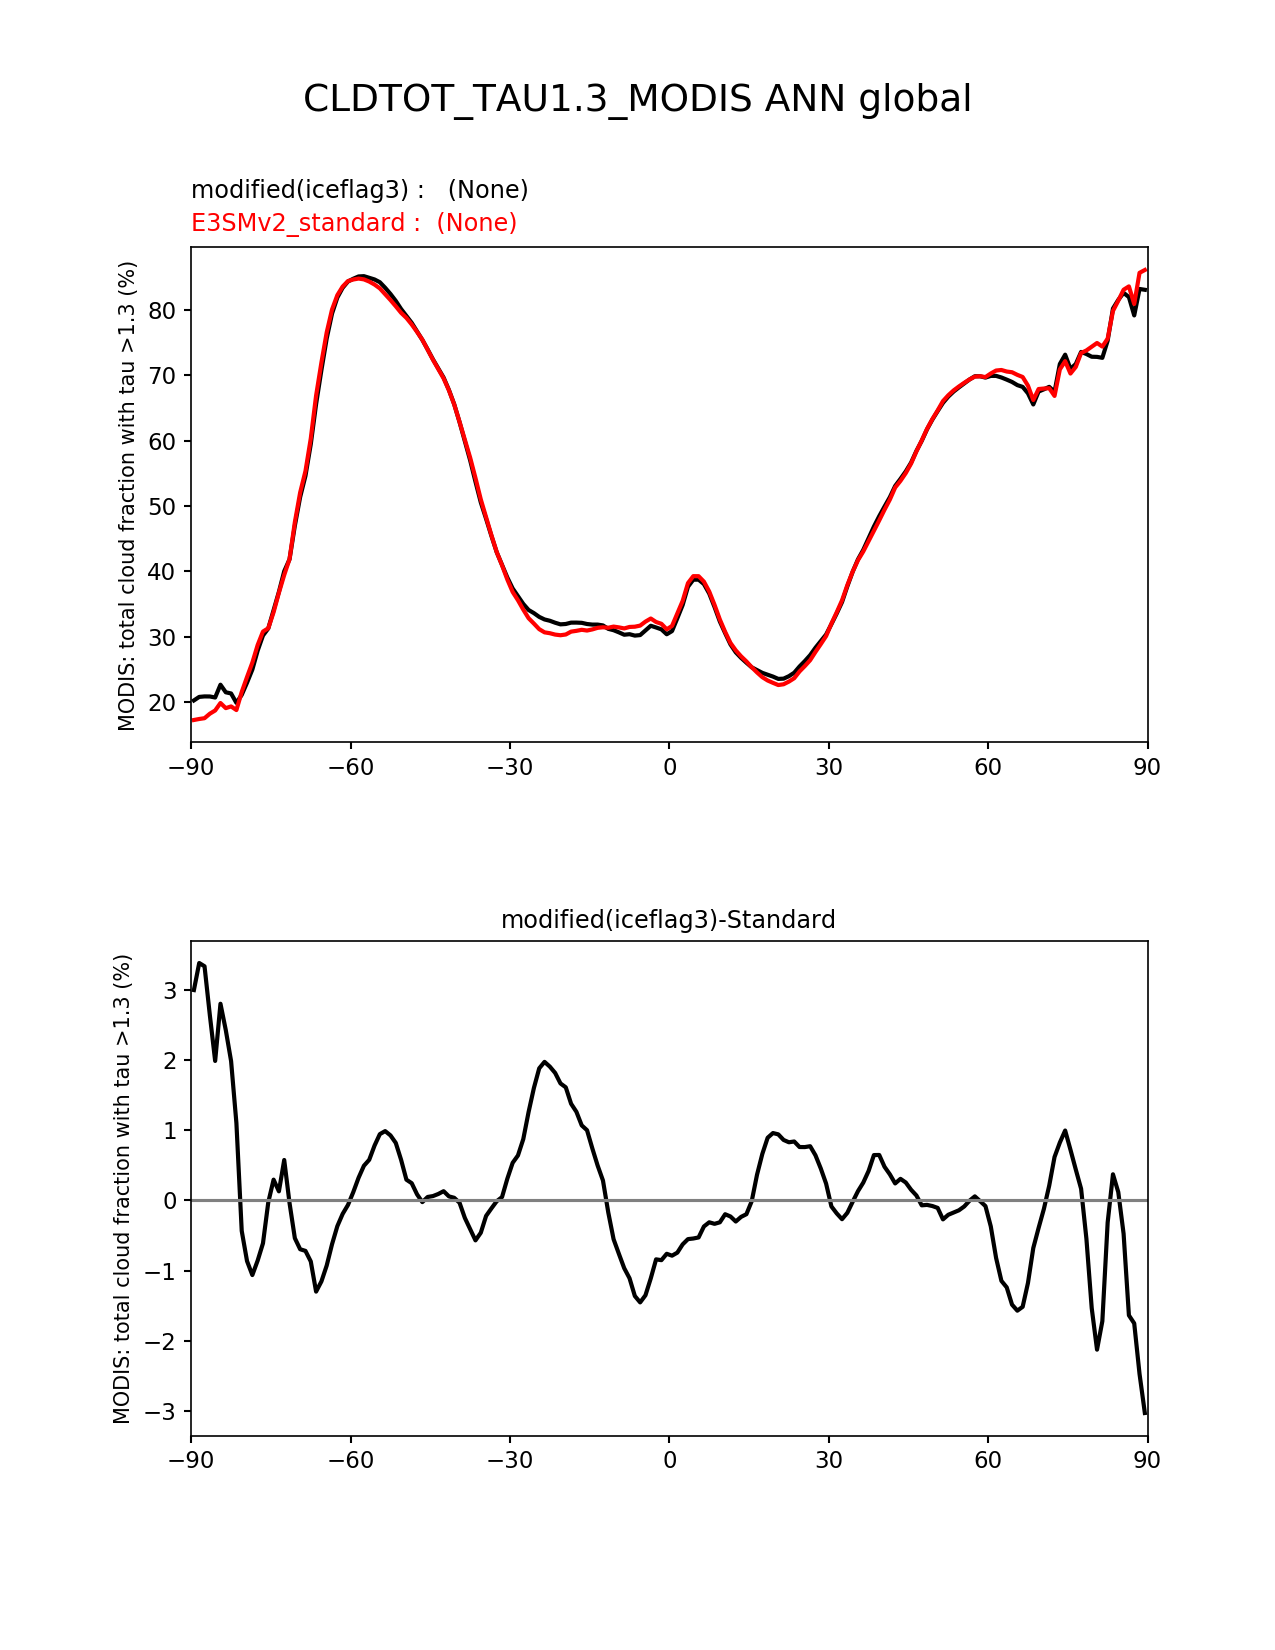 CLDTOT_TAU1.3_MODIS ANN global
modified(iceflag3) :   (None)
E3SMv2_standard :  (None)
MODIS: total cloud fraction with tau >1.3 (%)
80
70
60
50
40
30
20
−90 −60 −30 0 30 60 90
modified(iceflag3)-Standard
MODIS: total cloud fraction with tau >1.3 (%)
3
2
1
0
−1
−2
−3
−90 −60 −30 0 30 60 90